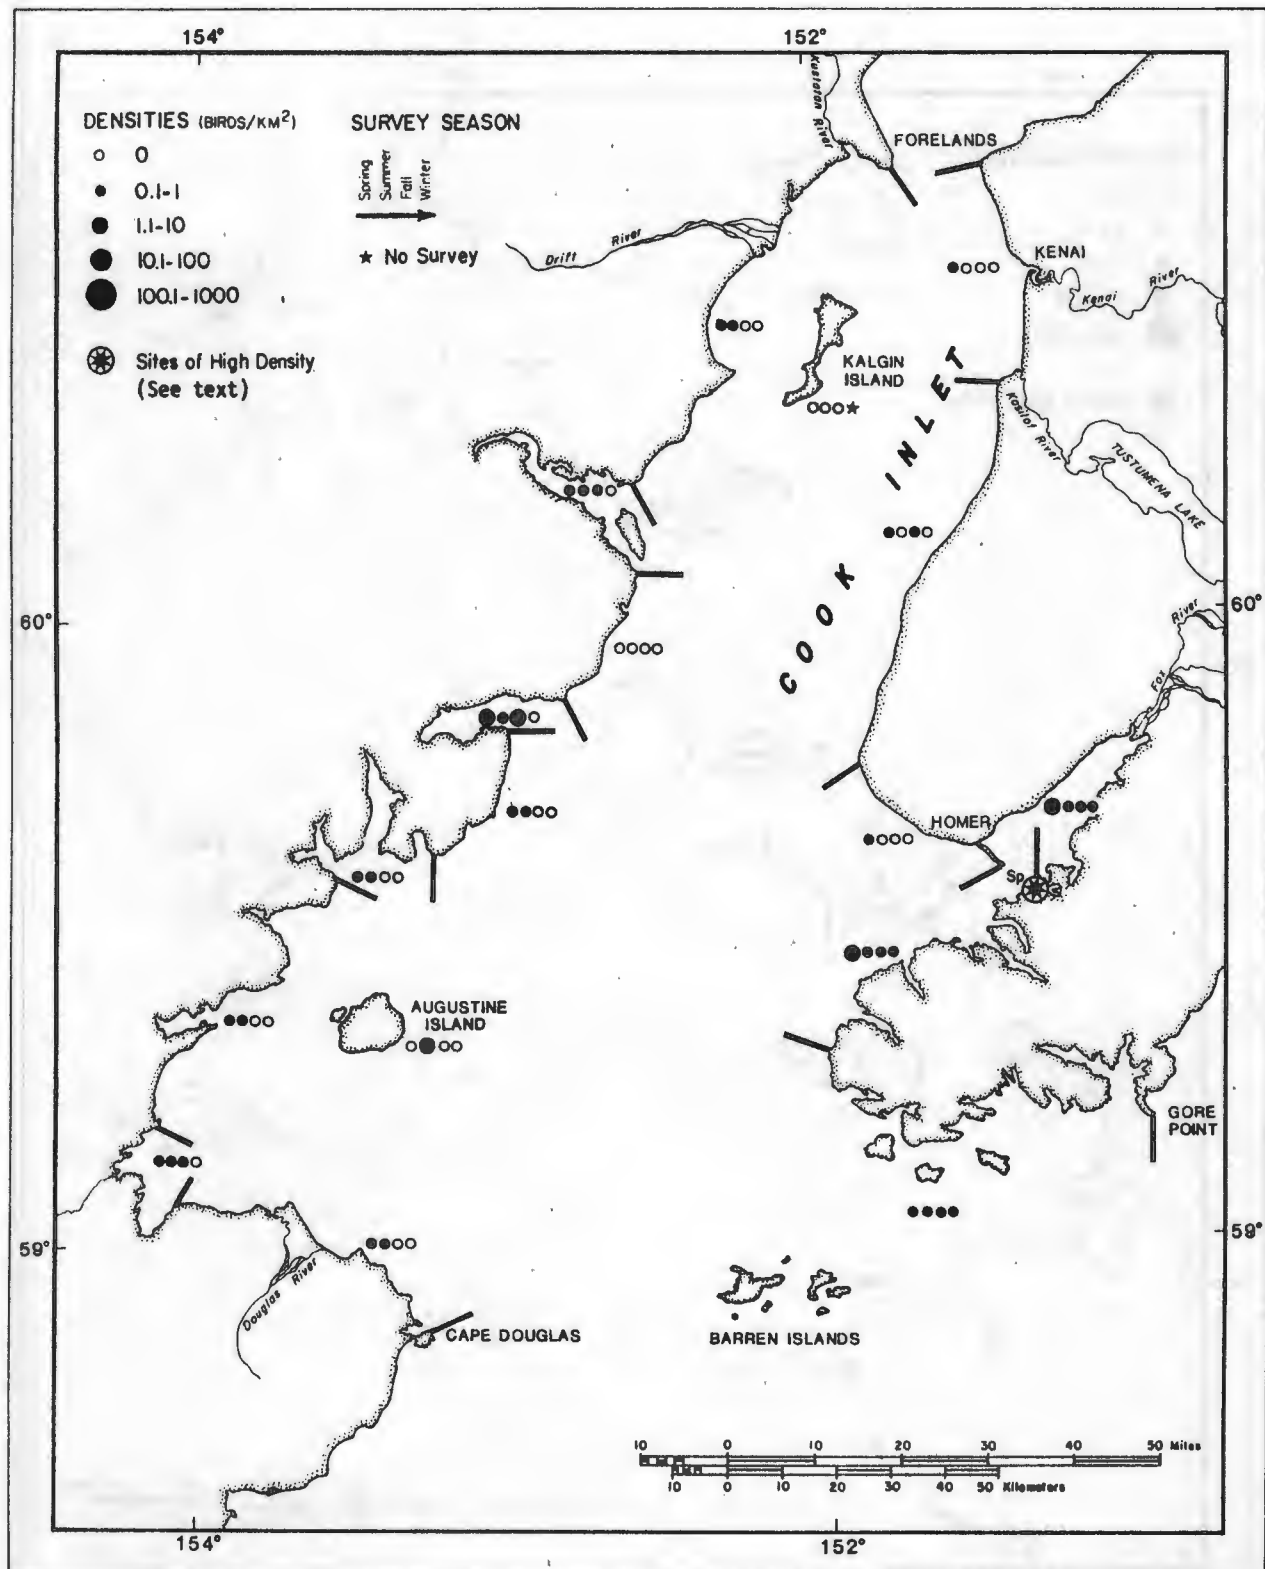 154°
152°
DENSITIES (BIRDS/KM²)
0
0.1-1
1.1-10
10.1-100
100.1-1000
Sites of High Density
(See text)
SURVEY SEASON
Spring
Summer
Fall
Winter
★ No Survey
Kustatan River
FORELANDS
Drift River
KENAI
Kenai River
KALGIN
ISLAND
COOK INLET
Kasilof River
TUSTUMENA LAKE
60°
60°
Fox River
HOMER
Sp
AUGUSTINE
ISLAND
GORE
POINT
59°
59°
Douglas River
CAPE DOUGLAS
BARREN ISLANDS
10 0 10 20 30 40 50 Miles
10 0 10 20 30 40 50 Kilometers
154°
152°